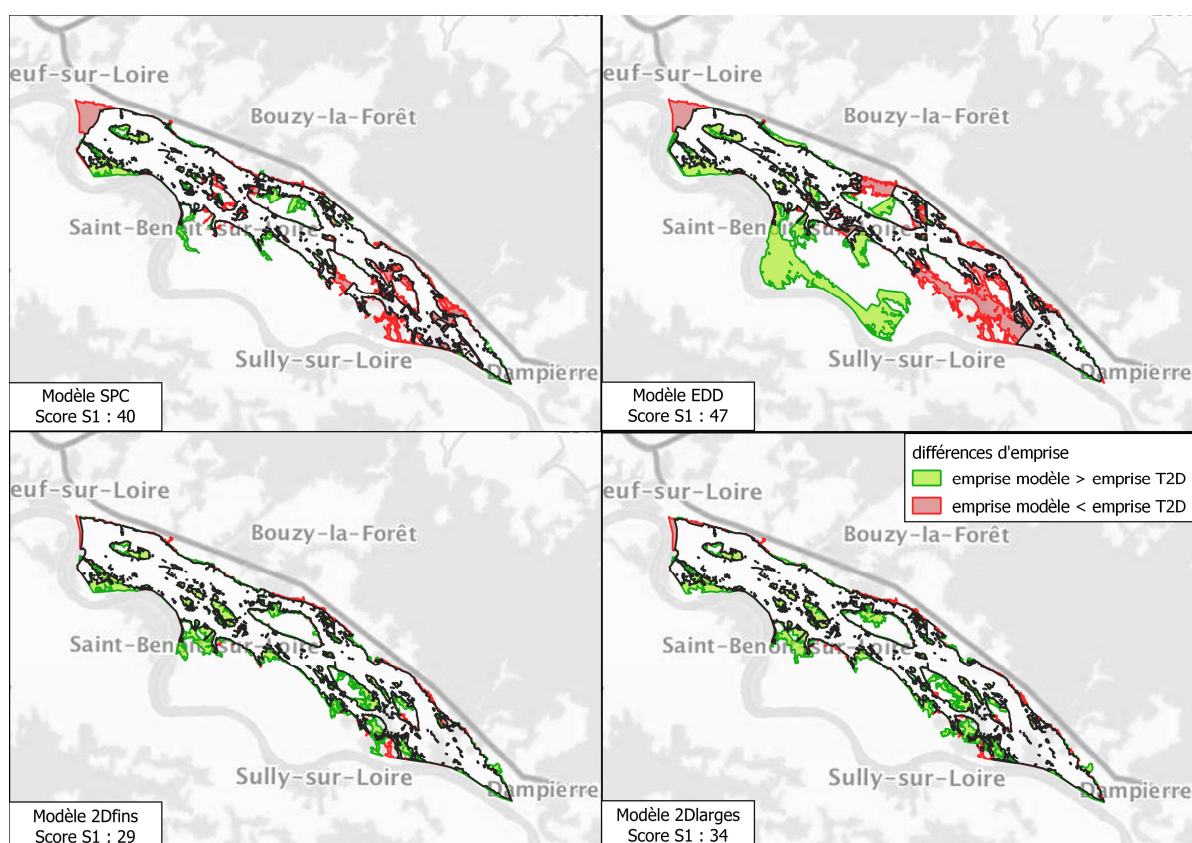 euf-sur-Loire
Bouzy-la-Forêt
Saint-Benoît-sur-Loire
Sully-sur-Loire
Dampierre
Modèle SPC
Score S1 : 40
euf-sur-Loire
Bouzy-la-Forêt
Saint-Benoît-sur-Loire
Sully-sur-Loire
Dampierre
Modèle EDD
Score S1 : 47
euf-sur-Loire
Bouzy-la-Forêt
Saint-Benoît-sur-Loire
Sully-sur-Loire
Dampierre
Modèle 2Dfins
Score S1 : 29
différences d'emprise
emprise modèle > emprise T2D
emprise modèle < emprise T2D
euf-sur-Loire
Bouzy-la-Forêt
Saint-Benoît-sur-Loire
Sully-sur-Loire
Dampierre
Modèle 2Dlarges
Score S1 : 34